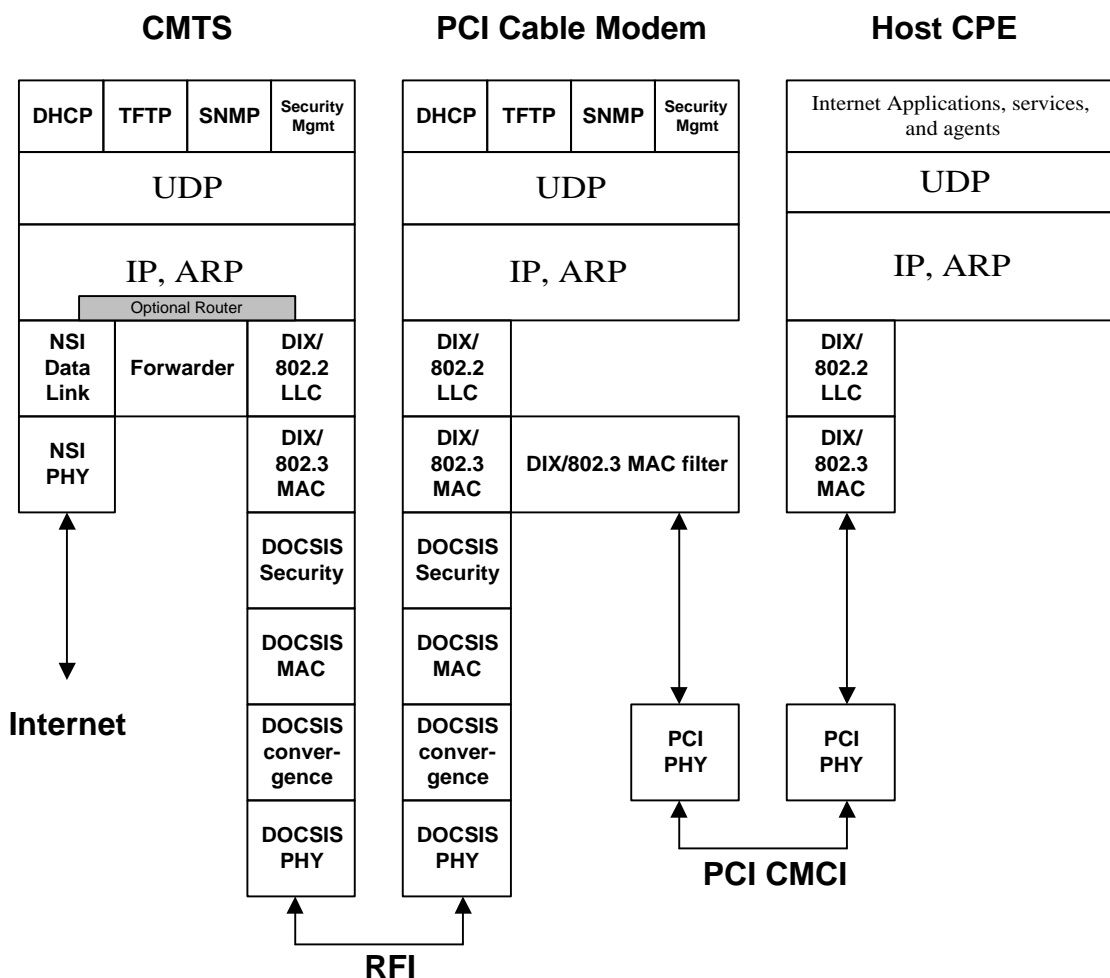 CMTS
PCI Cable Modem
Host CPE
DHCP
TFTP
SNMP
Security
Mgmt
UDP
IP, ARP
Optional Router
NSI
Data
Link
Forwarder
DIX/
802.2
LLC
NSI
PHY
DIX/
802.3
MAC
DOCSIS
Security
DOCSIS
MAC
DOCSIS
conver-
gence
DOCSIS
PHY
Internet
DHCP
TFTP
SNMP
Security
Mgmt
UDP
IP, ARP
DIX/
802.2
LLC
DIX/
802.3
MAC
DIX/802.3 MAC filter
DOCSIS
Security
DOCSIS
MAC
DOCSIS
conver-
gence
DOCSIS
PHY
PCI
PHY
Internet Applications, services,
and agents
UDP
IP, ARP
DIX/
802.2
LLC
DIX/
802.3
MAC
PCI
PHY
PCI CMCI
RFI